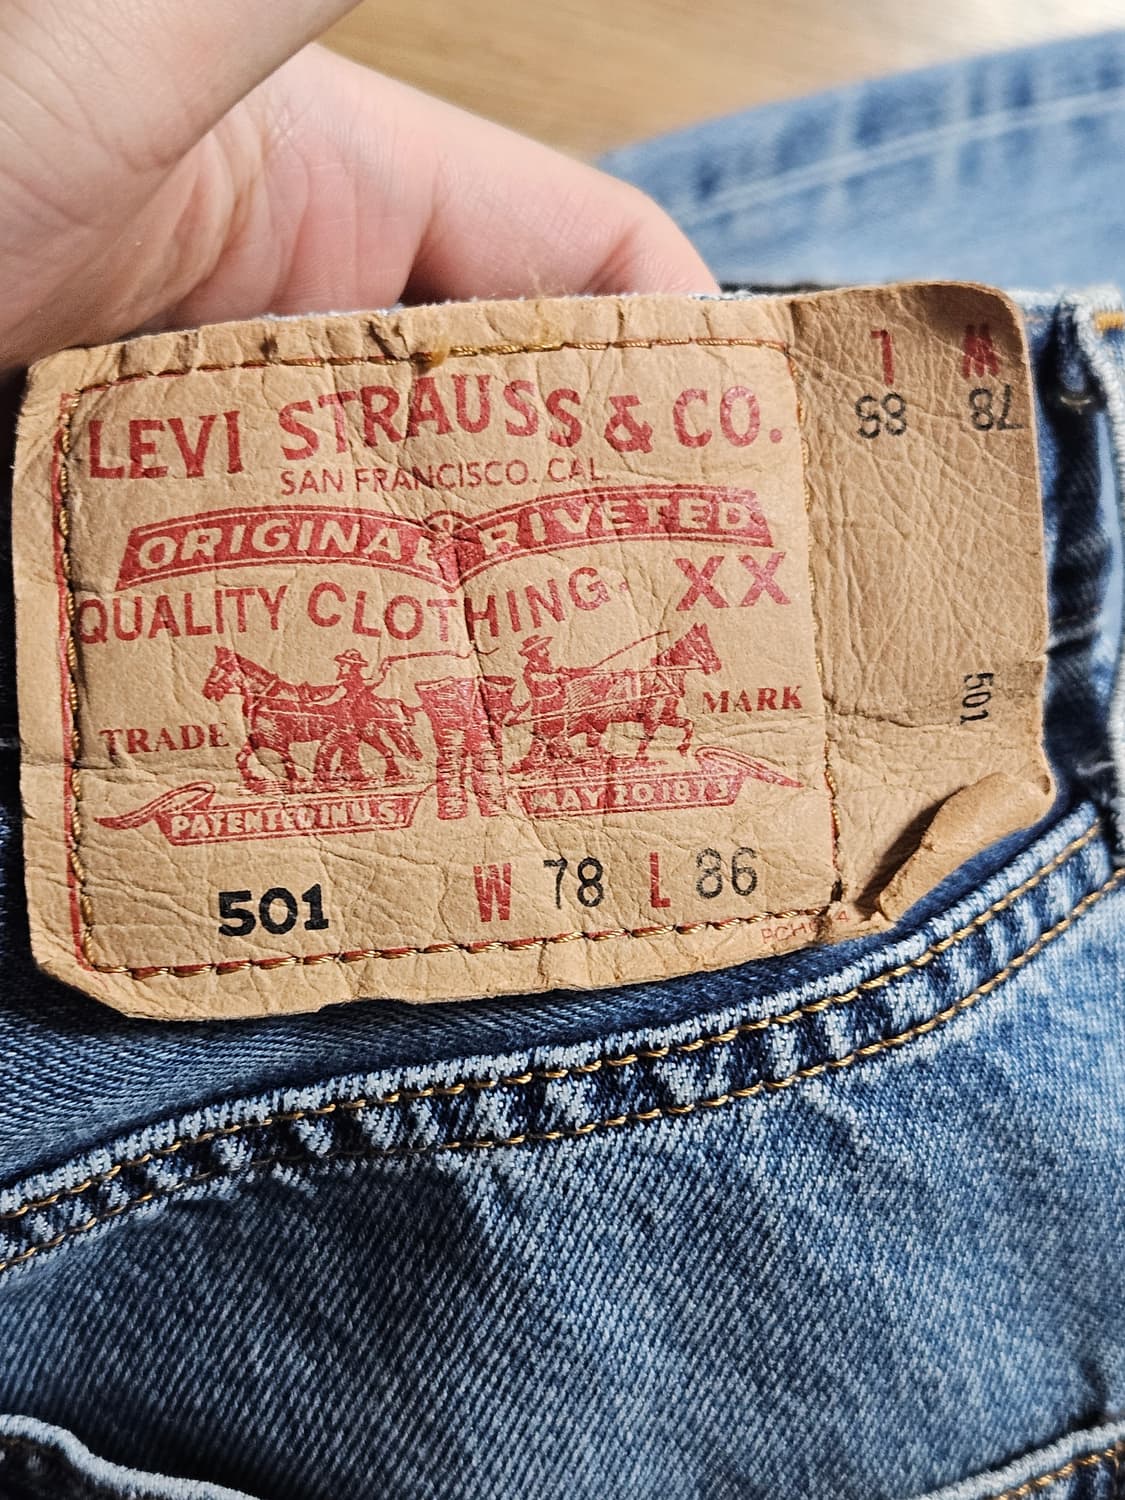 LEVI STRAUSS & CO.
SAN FRANCISCO. CAL.
ORIGINAL RIVETED
QUALITY CLOTHING. XX
TRADE MARK
PATENTED IN U.S. MAY 20 1873
501 W 78 L 86
W L
78
501